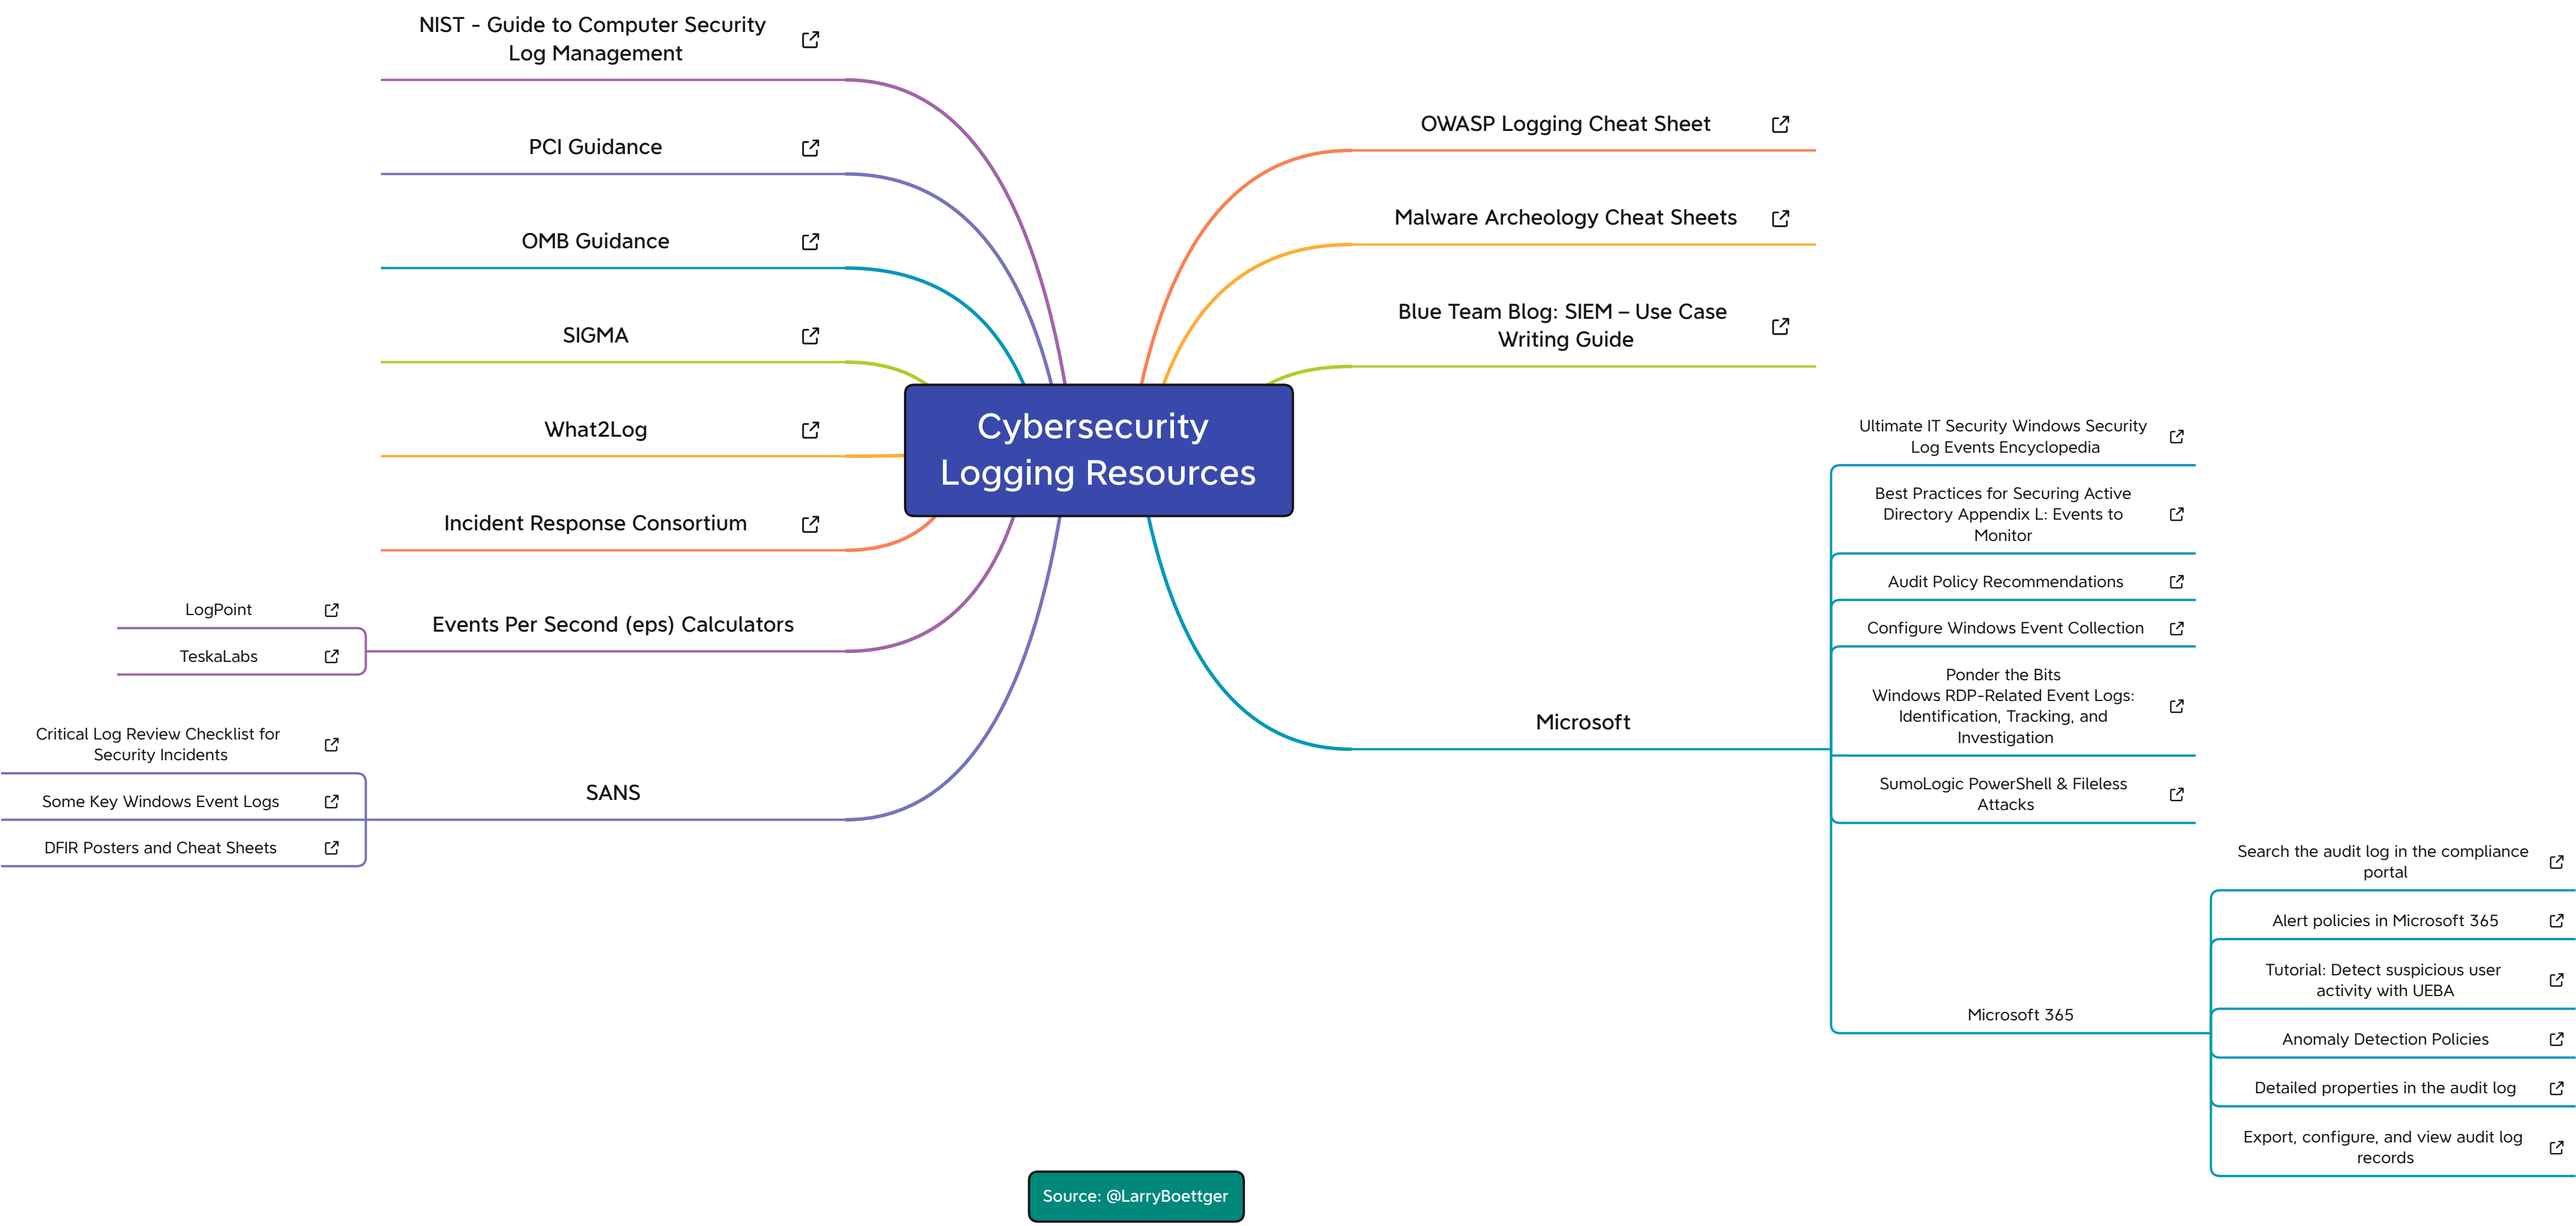 Cybersecurity
Logging Resources
NIST - Guide to Computer Security
Log Management
PCI Guidance
OMB Guidance
SIGMA
What2Log
Incident Response Consortium
Events Per Second (eps) Calculators
LogPoint
TeskaLabs
SANS
Critical Log Review Checklist for
Security Incidents
Some Key Windows Event Logs
DFIR Posters and Cheat Sheets
OWASP Logging Cheat Sheet
Malware Archeology Cheat Sheets
Blue Team Blog: SIEM – Use Case
Writing Guide
Microsoft
Ultimate IT Security Windows Security
Log Events Encyclopedia
Best Practices for Securing Active
Directory Appendix L: Events to
Monitor
Audit Policy Recommendations
Configure Windows Event Collection
Ponder the Bits
Windows RDP-Related Event Logs:
Identification, Tracking, and
Investigation
SumoLogic PowerShell & Fileless
Attacks
Microsoft 365
Search the audit log in the compliance
portal
Alert policies in Microsoft 365
Tutorial: Detect suspicious user
activity with UEBA
Anomaly Detection Policies
Detailed properties in the audit log
Export, configure, and view audit log
records
Source: @LarryBoettger